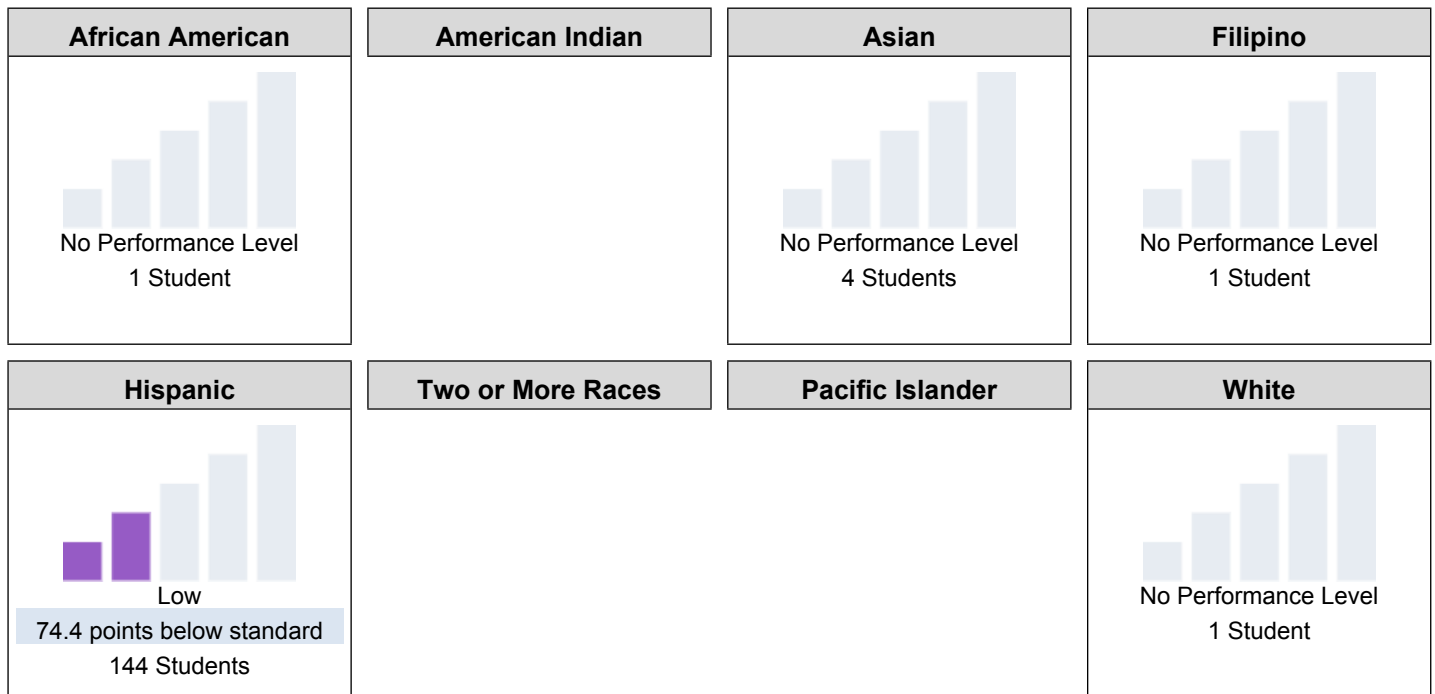 African American
No Performance Level
1 Student
American Indian
Asian
No Performance Level
4 Students
Filipino
No Performance Level
1 Student
Hispanic
Low
74.4 points below standard
144 Students
Two or More Races
Pacific Islander
White
No Performance Level
1 Student